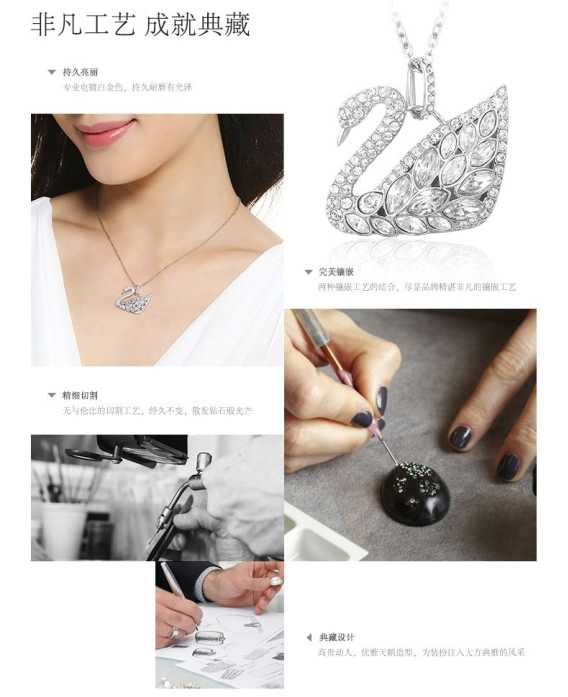 非凡工艺 成就典藏
持久亮丽
专业电镀白金色，持久耐磨有光泽
完美镶嵌
两种镶嵌工艺的结合，尽是品牌精湛非凡的镶嵌工艺
精细切割
无与伦比的切割工艺，经久不变，散发钻石般光芒
典藏设计
高贵动人，优雅天鹅造型，为装扮注入大方典雅的风采